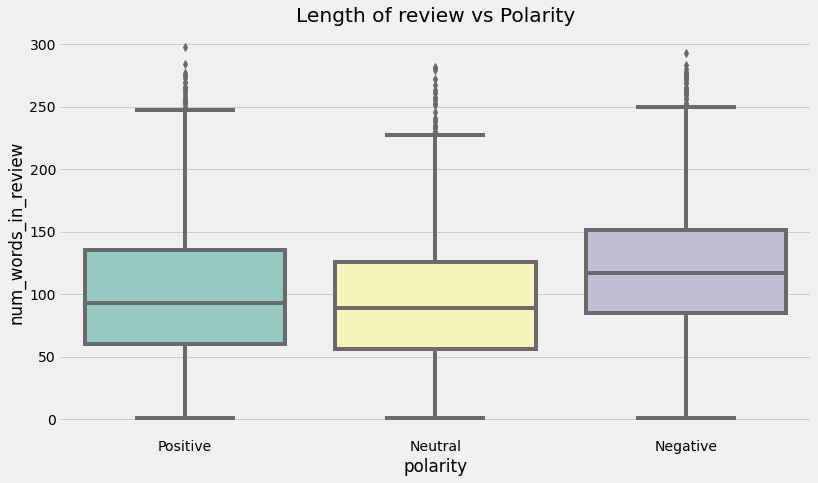 Length of review vs Polarity
300
250
200
150
100
50
0
num_words_in_review
Positive Neutral Negative
polarity